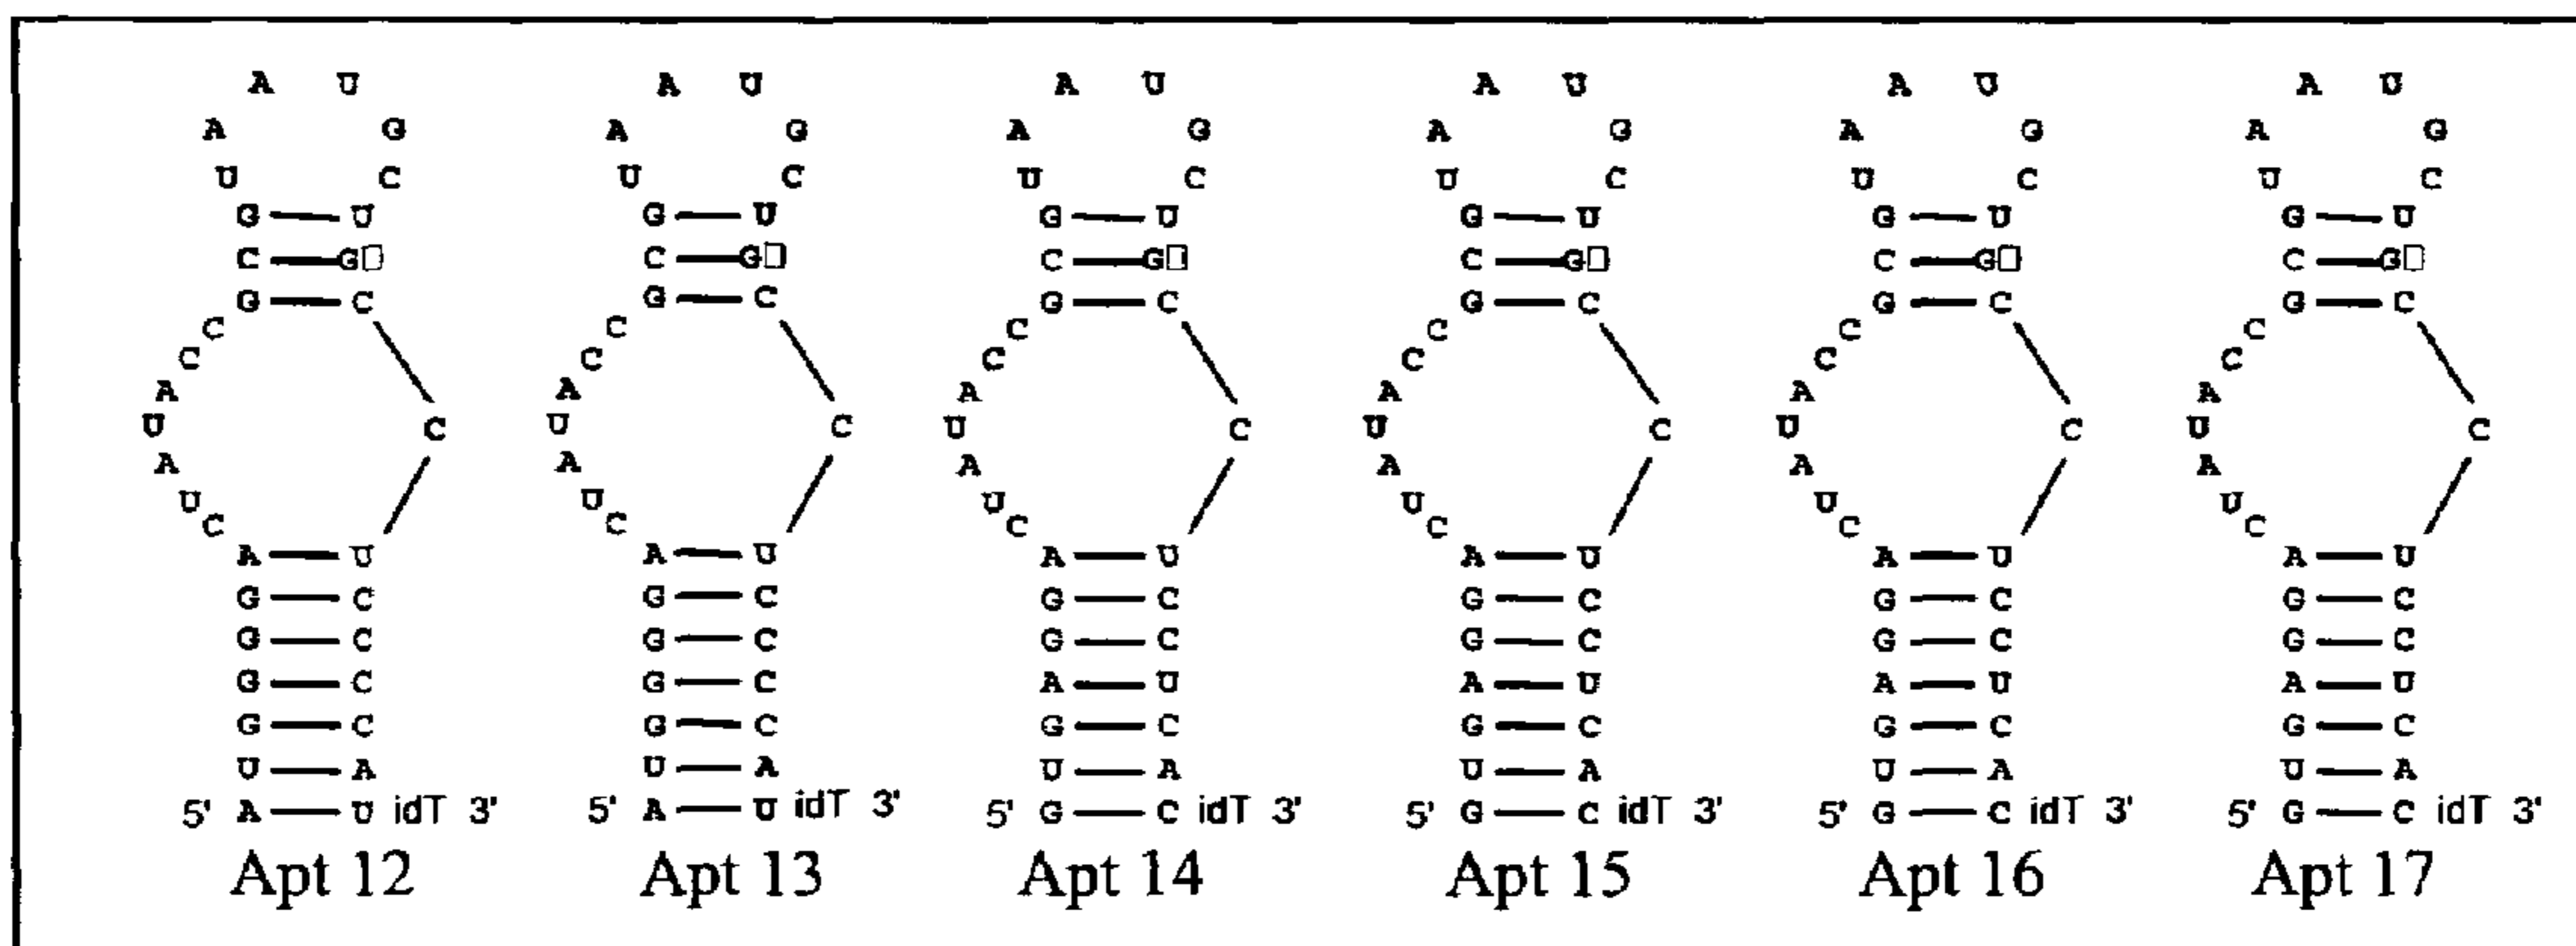 A U A U A U A U A U A U
A G A G A G A G A G A G
U C U C U C U C U C U C
G U G U G U G U G U G U
C G□ C G□ C G□ C G□ C G□ C G□
G C G C G C G C G C G C
C C C C C C
C C C C C C
A A A A A A
U C U C U C U C U C U C
A A A A A A
U U U U U U
C C C C C C
A U A U A U A U A U A U
G C G C G C G C G C G C
G C G C G C G C G C G C
G C G C A U A U A U A U
G C G C G C G C G C G C
U A U A U A U A U A U A
5' A U idT 3' 5' A U idT 3' 5' G C idT 3' 5' G C idT 3' 5' G C idT 3' 5' G C idT 3'
Apt 12 Apt 13 Apt 14 Apt 15 Apt 16 Apt 17